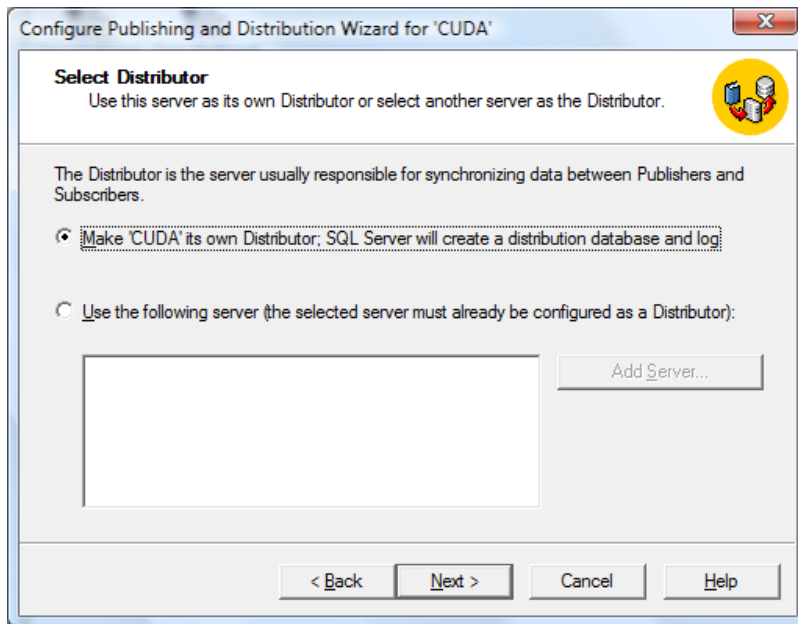 Configure Publishing and Distribution Wizard for 'CUDA'
Select Distributor
Use this server as its own Distributor or select another server as the Distributor.
The Distributor is the server usually responsible for synchronizing data between Publishers and
Subscribers.
Make 'CUDA' its own Distributor; SQL Server will create a distribution database and log
Use the following server (the selected server must already be configured as a Distributor):
Add Server...
< Back
Next >
Cancel
Help